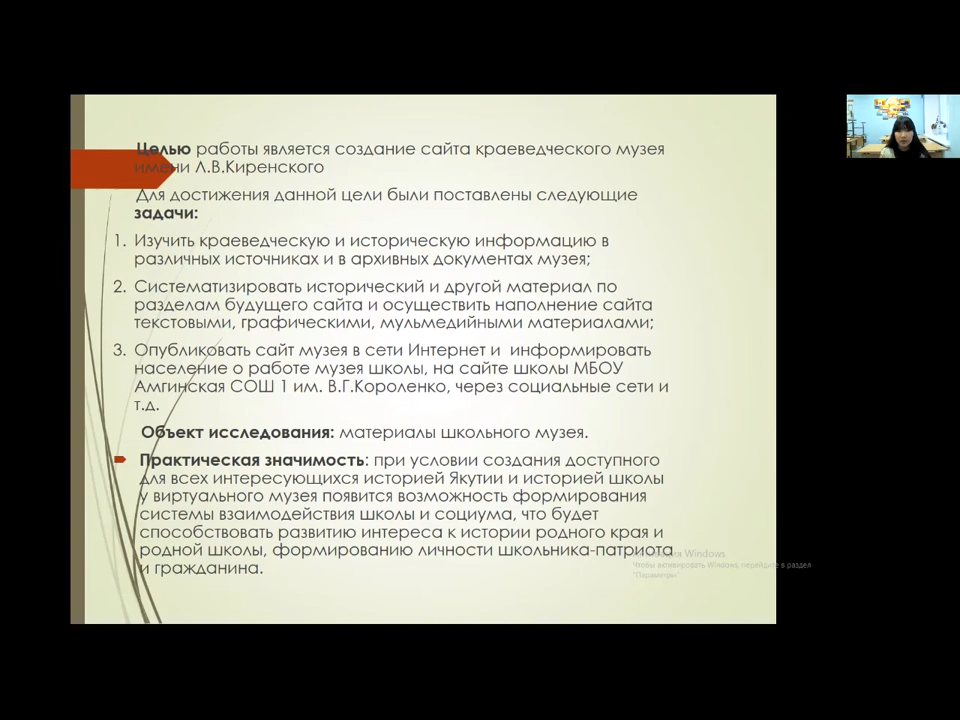 Целью работы является создание сайта краеведческого музея
имени Л.В.Киренского
Для достижения данной цели были поставлены следующие
задачи:
1. Изучить краеведческую и историческую информацию в
различных источниках и в архивных документах музея;
2. Систематизировать исторический и другой материал по
разделам будущего сайта и осуществить наполнение сайта
текстовыми, графическими, мульмедийными материалами;
3. Опубликовать сайт музея в сети Интернет и информировать
население о работе музея школы, на сайте школы МБОУ
Амгинская СОШ 1 им. В.Г.Короленко, через социальные сети и
т.д.
Объект исследования: материалы школьного музея.
Практическая значимость: при условии создания доступного
для всех интересующихся историей Якутии и историей школы
у виртуального музея появится возможность формирования
системы взаимодействия школы и социума, что будет
способствовать развитию интереса к истории родного края и
родной школы, формированию личности школьника-патриота
и гражданина.
Активация Windows
Чтобы активировать Windows, перейдите в раздел
"Параметры"